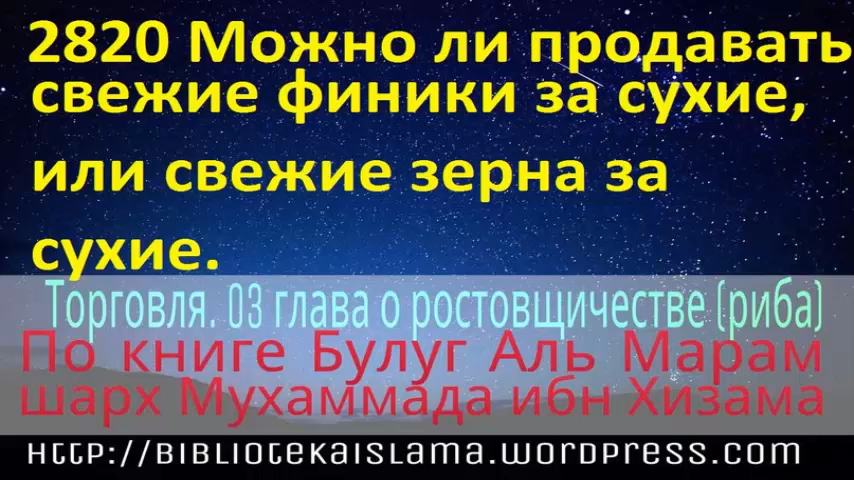 2820 Можно ли продавать
свежие финики за сухие,
или свежие зерна за
сухие.
Торговля. 03 глава о ростовщичестве (риба)
По книге Булуг Аль Марам
шарх Мухаммада ибн Хизама
HTTP://BIBLIOTEKAISLAMA.WORDPRESS.COM